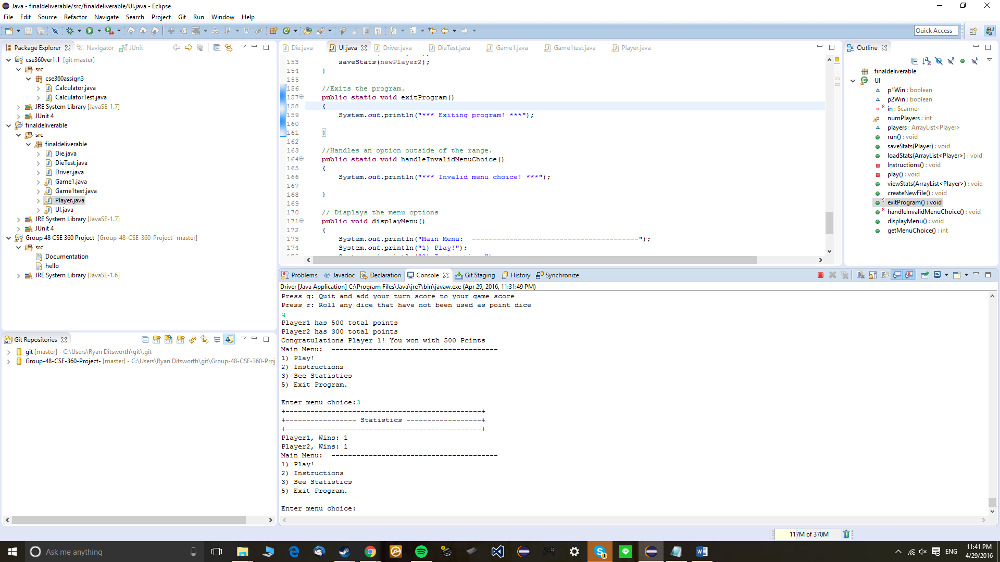 Java - finaldeliverable/src/finaldeliverable/UI.java - Eclipse
File Edit Source Refactor Navigate Search Project Git Run Window Help
Quick Access
Package Explorer Navigator JUnit
cse360ver1.1 [git master]
src
cse360assign3
Calculator.java
CalculatorTest.java
JRE System Library [JavaSE-1.7]
JUnit 4
finaldeliverable
src
finaldeliverable
Die.java
DieTest.java
Driver.java
Game1.java
Game1test.java
Player.java
UI.java
JRE System Library [JavaSE-1.7]
JUnit 4
Group 48 CSE 360 Project [Group-48-CSE-360-Project- master]
src
Documentation
hello
JRE System Library [JavaSE-1.6]
Git Repositories
git [master] - C:\Users\Ryan Ditsworth\git\.git
Group-48-CSE-360-Project- [master] - C:\Users\Ryan Ditsworth\git\Group-48-CSE-360-Proj
Die.java UI.java Driver.java DieTest.java Game1.java Game1test.java Player.java
153 saveStats(newPlayer2);
154 }
155
156 //Exits the program.
157 public static void exitProgram()
158 {
159 System.out.println("*** Exiting program! ***");
160
161 }
162
163 //Handles an option outside of the range.
164 public static void handleInvalidMenuChoice()
165 {
166 System.out.println("*** Invalid menu choice! ***");
167
168 }
169
170 // Displays the menu options
171 public void displayMenu()
172 {
173 System.out.println("Main Menu:  ----------------------------------------");
174 System.out.println("1) Play!");
Outline
finaldeliverable
UI
p1Win : boolean
p2Win : boolean
in : Scanner
numPlayers : int
players : ArrayList<Player>
run() : void
saveStats(Player) : void
loadStats(ArrayList<Player>) : void
Instructions() : void
play() : void
viewStats(ArrayList<Player>) : void
createNewFile() : void
exitProgram() : void
handleInvalidMenuChoice() : void
displayMenu() : void
getMenuChoice() : int
Problems Javadoc Declaration Console Git Staging History Synchronize
Driver [Java Application] C:\Program Files\Java\jre7\bin\javaw.exe (Apr 29, 2016, 11:31:49 PM)
Press q: Quit and add your turn score to your game score
Press r: Roll any dice that have not been used as point dice
q
Player1 has 500 total points
Player2 has 300 total points
Congratulations Player 1! You won with 500 Points
Main Menu:  ----------------------------------------
1) Play!
2) Instructions
3) See Statistics
5) Exit Program.
Enter menu choice:3
+-----------------------------------------------+
+----------------- Statistics ------------------+
+-----------------------------------------------+
Player1, Wins: 1
Player2, Wins: 1
Main Menu:  ----------------------------------------
1) Play!
2) Instructions
3) See Statistics
5) Exit Program.
Enter menu choice:
117M of 370M
Ask me anything
ENG
11:41 PM
4/29/2016